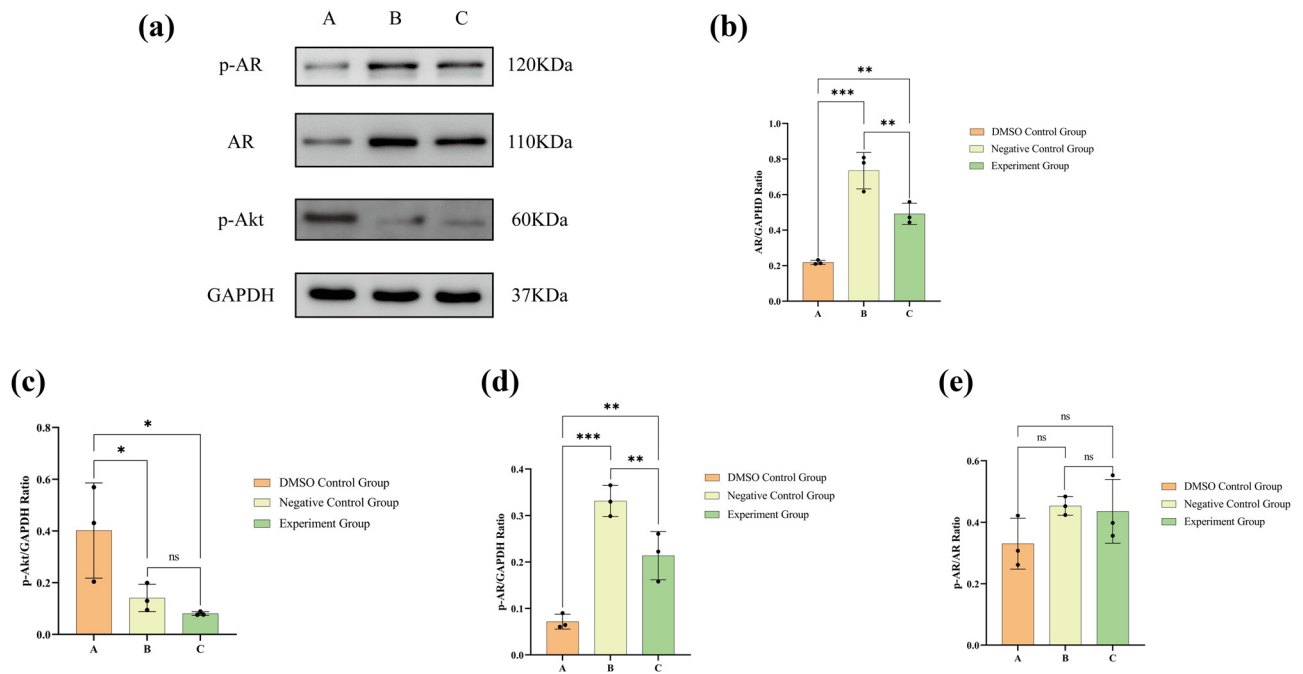 (a)
A B C
p-AR 120KDa
AR 110KDa
p-Akt 60KDa
GAPDH 37KDa
(b)
**
***
**
AR/GAPHD Ratio
1.0
0.8
0.6
0.4
0.2
0.0
A B C
DMSO Control Group
Negative Control Group
Experiment Group
(c)
*
*
ns
p-Akt/GAPDH Ratio
0.8
0.6
0.4
0.2
0.0
A B C
DMSO Control Group
Negative Control Group
Experiment Group
(d)
**
***
**
p-AR/GAPDH Ratio
0.4
0.3
0.2
0.1
0.0
A B C
DMSO Control Group
Negative Control Group
Experiment Group
(e)
ns
ns
ns
p-AR/AR Ratio
0.6
0.4
0.2
0.0
A B C
DMSO Control Group
Negative Control Group
Experiment Group